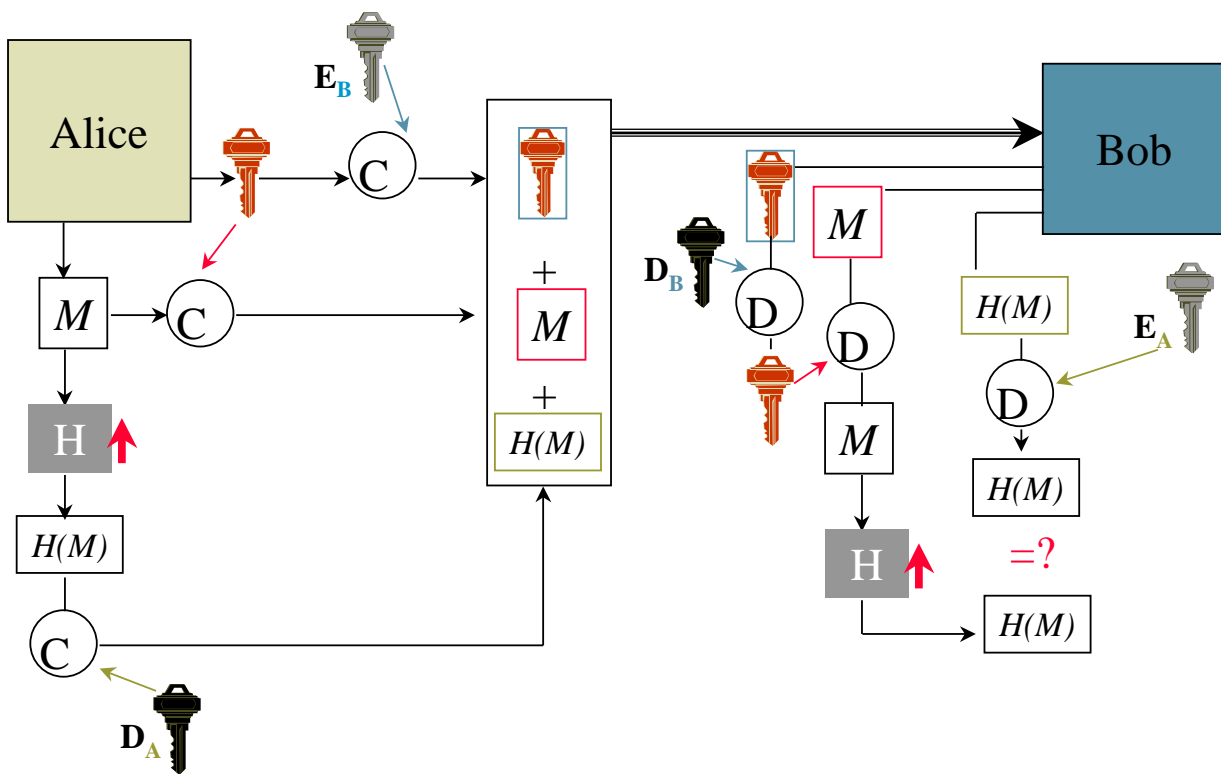 Alice
E_B
C
M
C
H
H(M)
C
D_A
+
M
+
H(M)
Bob
D_B
D
M
D
M
H
H(M)
E_A
D
H(M)
=?
H(M)